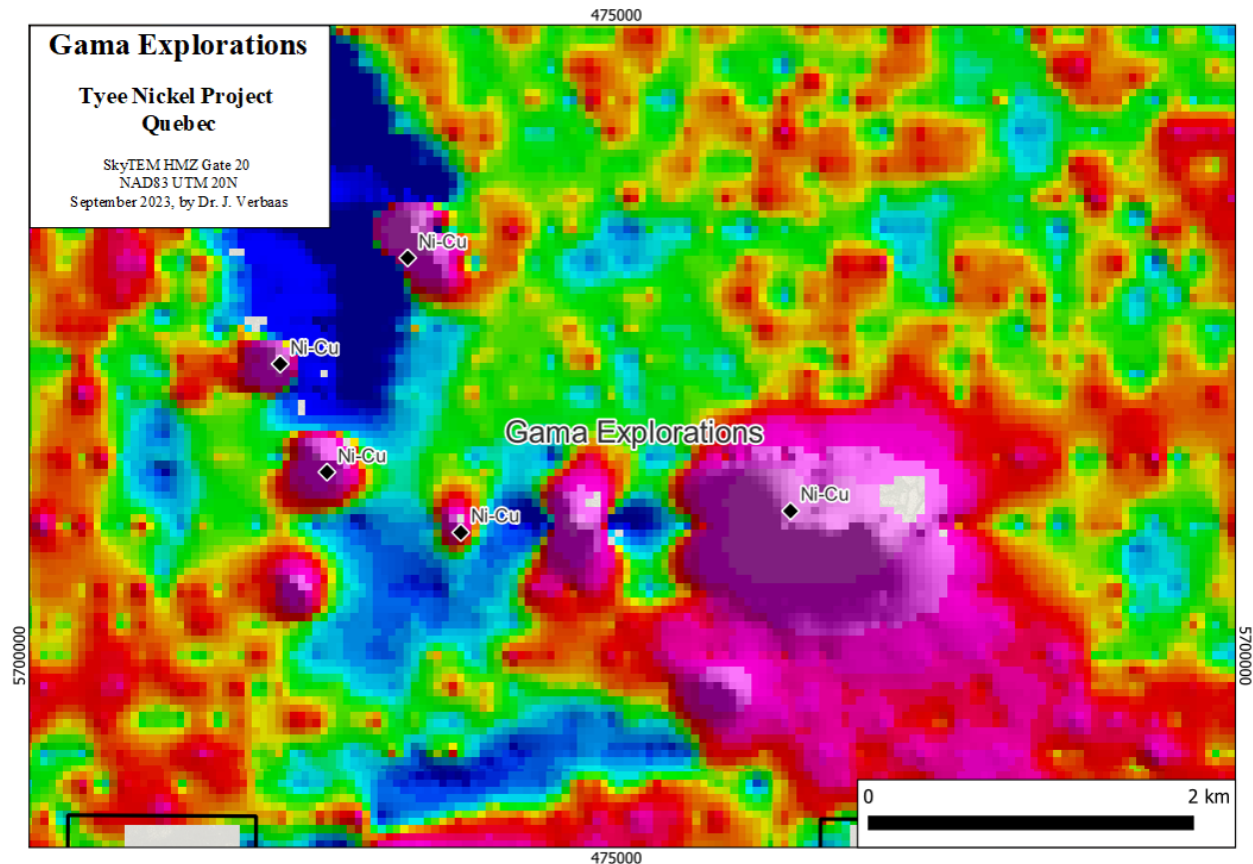 475000
Gama Explorations
Tyee Nickel Project
Quebec
SkyTEM HMZ Gate 20
NAD83 UTM 20N
September 2023, by Dr. J. Verbaas
Ni-Cu
Ni-Cu
Gama Explorations
Ni-Cu
Ni-Cu
Ni-Cu
5700000
5700000
0 2 km
475000